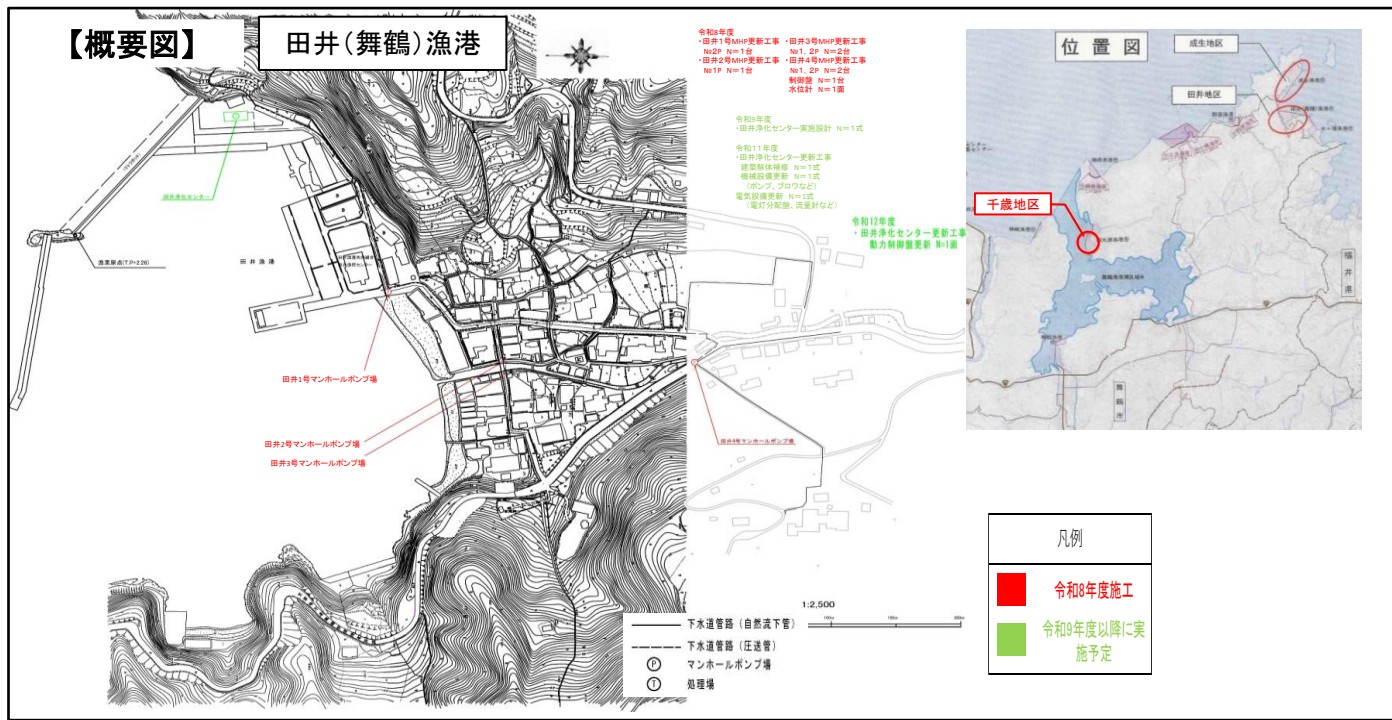 【概要図】
田井(舞鶴)漁港
令和8年度
・田井1号MHP更新工事
№2P N=1台
・田井2号MHP更新工事
№1P N=1台
・田井3号MHP更新工事
№1. 2P N=2台
・田井4号MHP更新工事
№1. 2P N=2台
制御盤 N=1台
水位計 N=1面
令和9年度
・田井浄化センター実施設計 N=1式
令和11年度
・田井浄化センター更新工事
建築解体補修 N=1式
機械設備更新 N=1式
(ポンプ、ブロワなど)
電気設備更新 N=1式
(電灯分配盤、流量計など)
令和12年度
・田井浄化センター更新工事
動力制御盤更新 N=1面
田井浄化センター
漁業原点(T.P+2.26)
田井漁港
田井1号マンホールポンプ場
田井2号マンホールポンプ場
田井3号マンホールポンプ場
田井4号マンホールポンプ場
1:2,500
下水道管路(自然流下管)
下水道管路(圧送管)
P マンホールポンプ場
T 処理場
位置図
成生地区
田井地区
千歳地区
福井県
舞鶴市
凡例
令和8年度施工
令和9年度以降に実
施予定